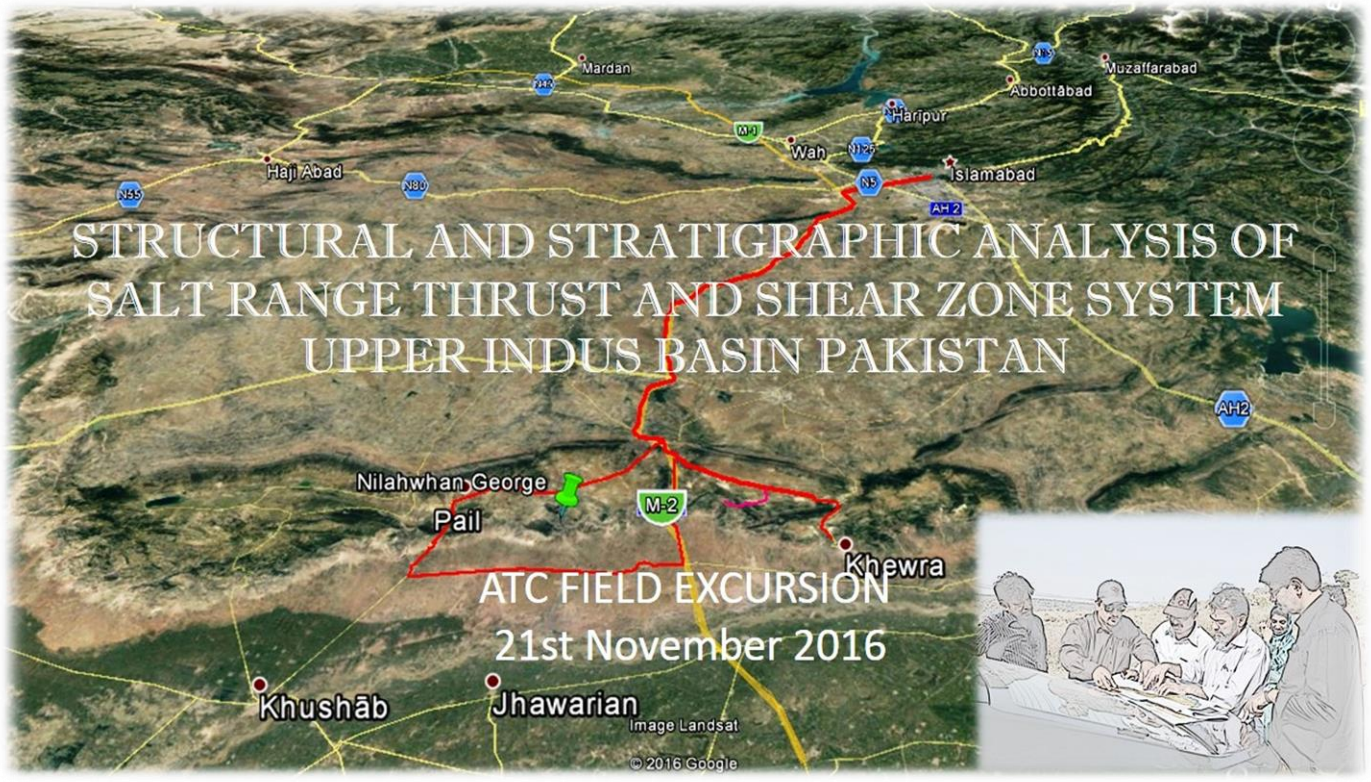 Mardan
N45
Muzaffarabad
Abbottābad
Haripur
M-1
Wah
N125
Haji Abad
N55
N80
N5
Islamabad
AH 2
STRUCTURAL AND STRATIGRAPHIC ANALYSIS OF
SALT RANGE THRUST AND SHEAR ZONE SYSTEM
UPPER INDUS BASIN PAKISTAN
AH2
Nilahwhan George
Pail
M-2
Khewra
ATC FIELD EXCURSION
21st November 2016
Khushāb
Jhawarian
Image Landsat
© 2016 Google